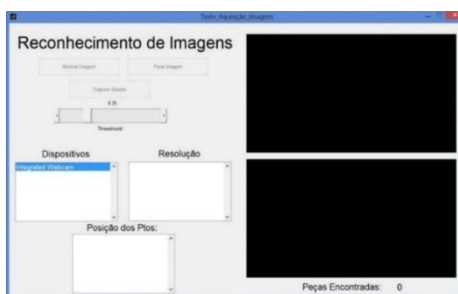 Teste_Aquisição_Imagens
Reconhecimento de Imagens
Mostrar Imagem
Parar Imagem
Capturar Quadro
0.35
Threshould
Dispositivos
Resolução
Integrated Webcam
Posição dos Ptos:
Peças Encontradas: 0